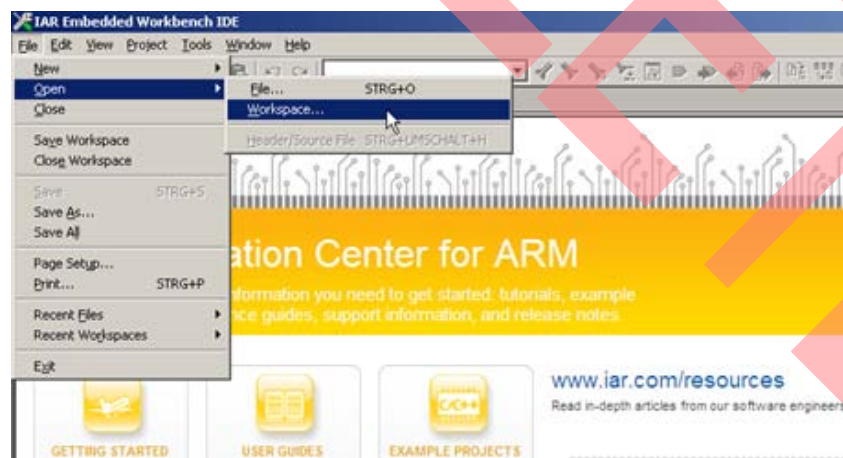 IAR Embedded Workbench IDE
File Edit View Project Tools Window Help
New
Open
Close
Save Workspace
Close Workspace
Save STRG+S
Save As...
Save All
Page Setup...
Print... STRG+P
Recent Files
Recent Workspaces
Exit
File... STRG+O
Workspace...
Header/Source File STRG+UMSCHALT+H
ation Center for ARM
nformation you need to get started: tutorials, example
nce guides, support information, and release notes.
GETTING STARTED
USER GUIDES
C/C++
EXAMPLE PROJECTS
www.iar.com/resources
Read in-depth articles from our software engineers